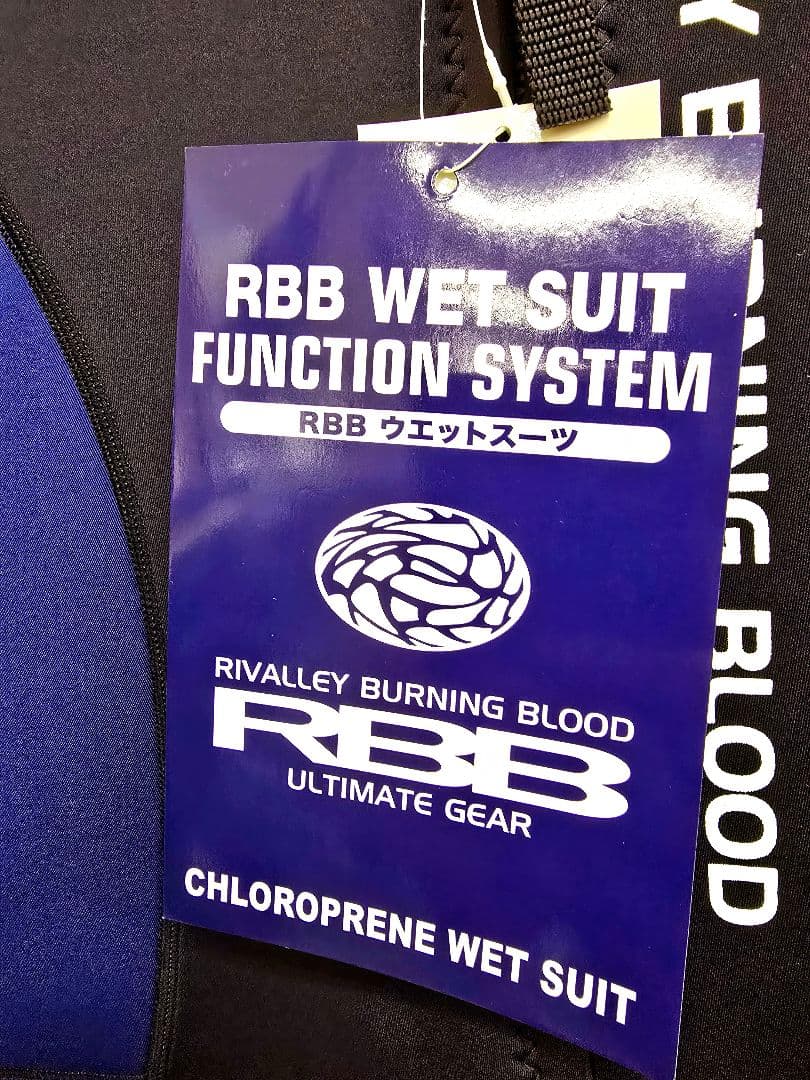 RBB WET SUIT
FUNCTION SYSTEM
RBB ウエットスーツ
RIVALLEY BURNING BLOOD
RBB
ULTIMATE GEAR
CHLOROPRENE WET SUIT
BLOOD